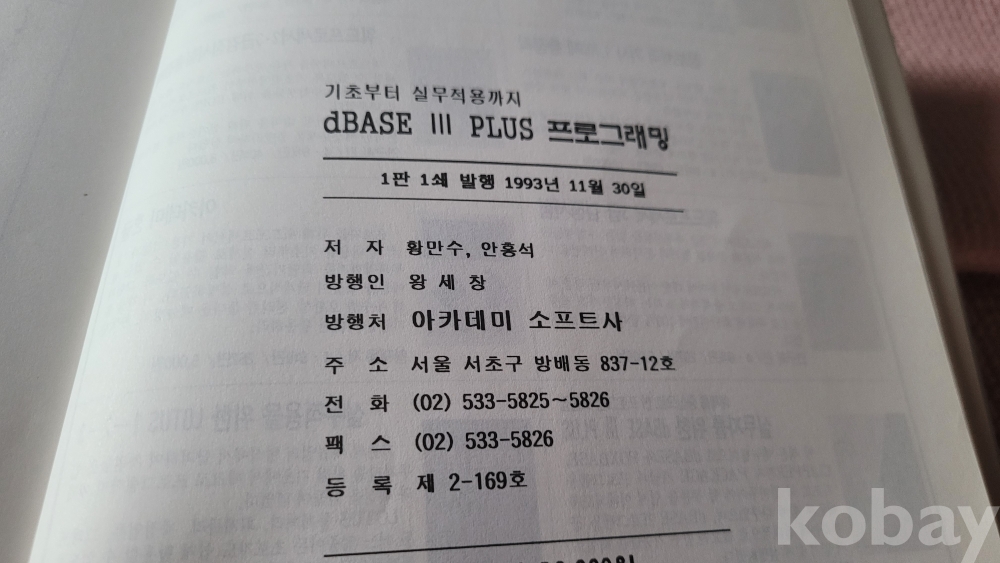 기초부터 실무적용까지
dBASE III PLUS 프로그래밍
1판 1쇄 발행 1993년 11월 30일
저 자 황만수, 안홍석
방행인 왕 세 창
방행처 아카데미 소프트사
주 소 서울 서초구 방배동 837-12호
전 화 (02) 533-5825~5826
팩 스 (02) 533-5826
등 록 제 2-169호
kobay